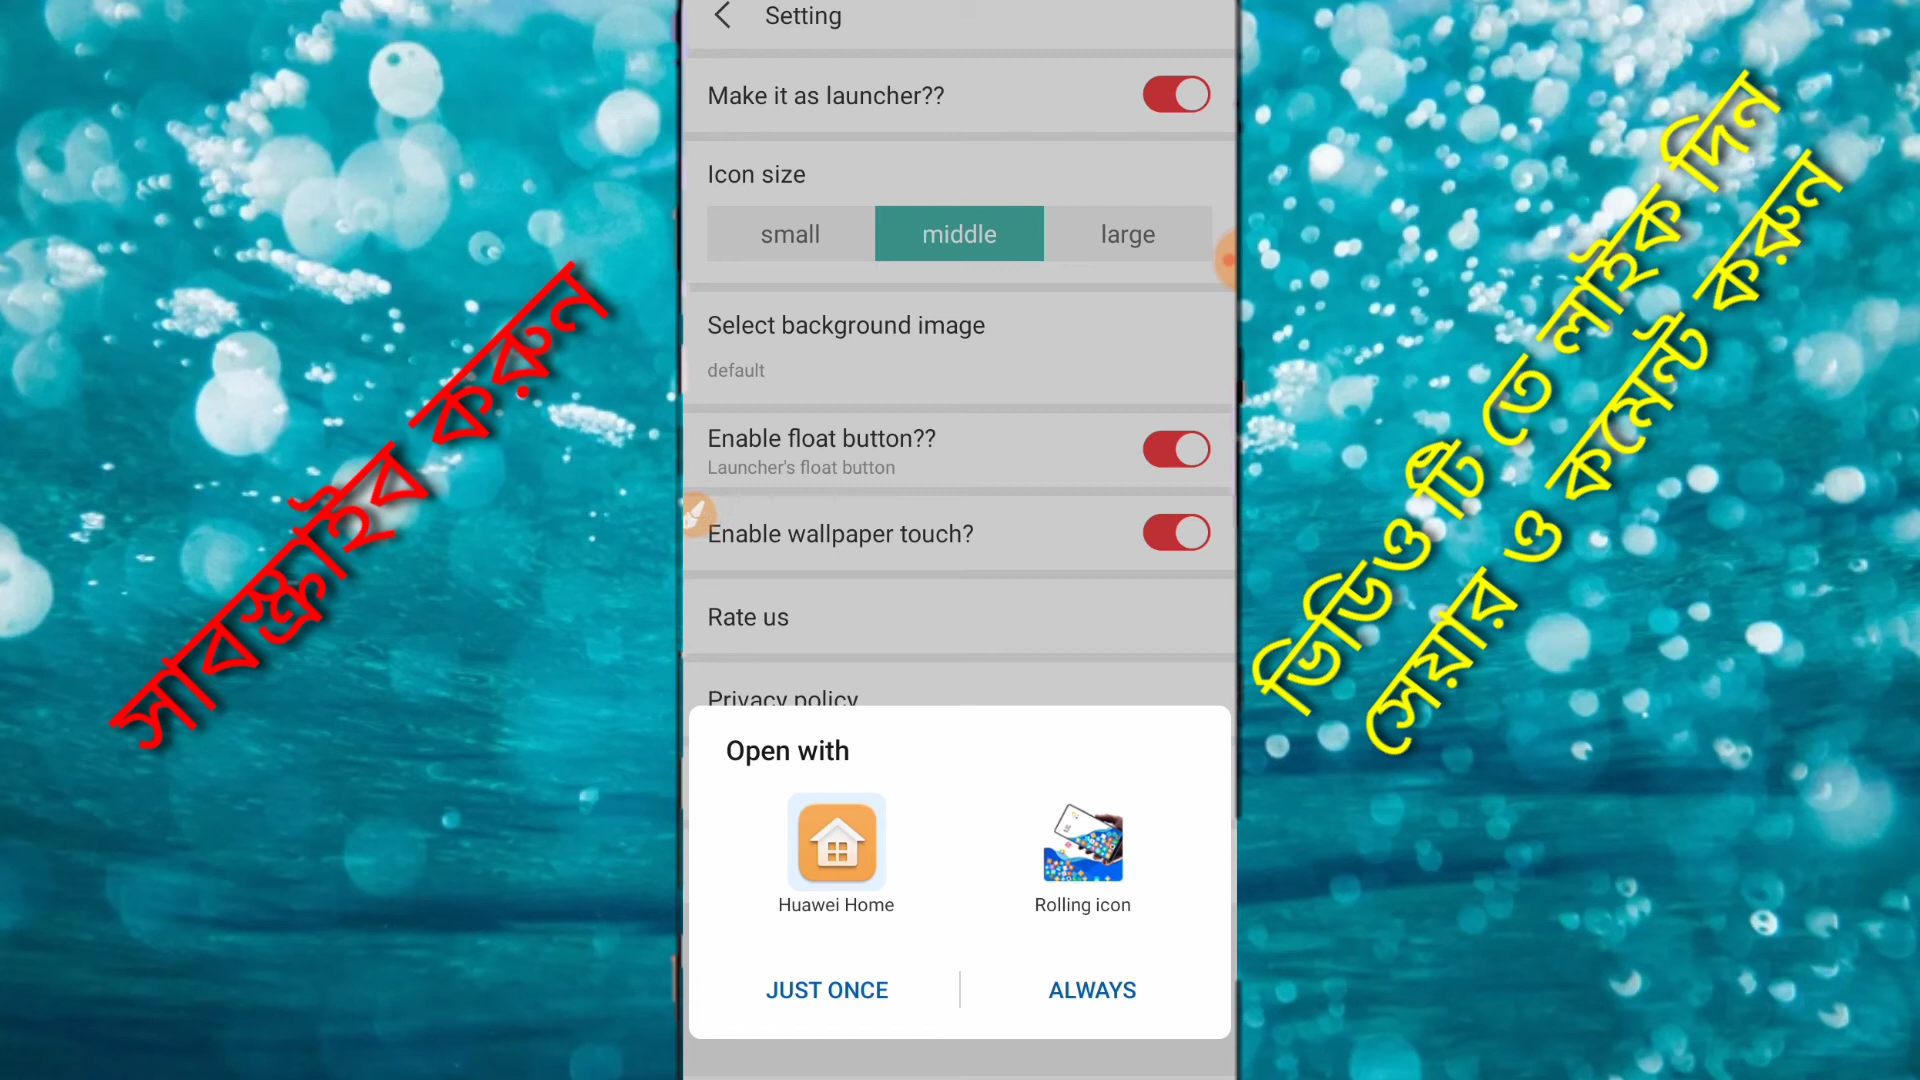 Setting
Make it as launcher??
Icon size
small middle large
Select background image
default
Enable float button??
Launcher's float button
Enable wallpaper touch?
Rate us
Privacy policy
Open with
Huawei Home Rolling icon
JUST ONCE ALWAYS
সাবস্ক্রাইব করুন
ভিডিও টি তে লাইক দিন
শেয়ার ও কমেন্ট করুন